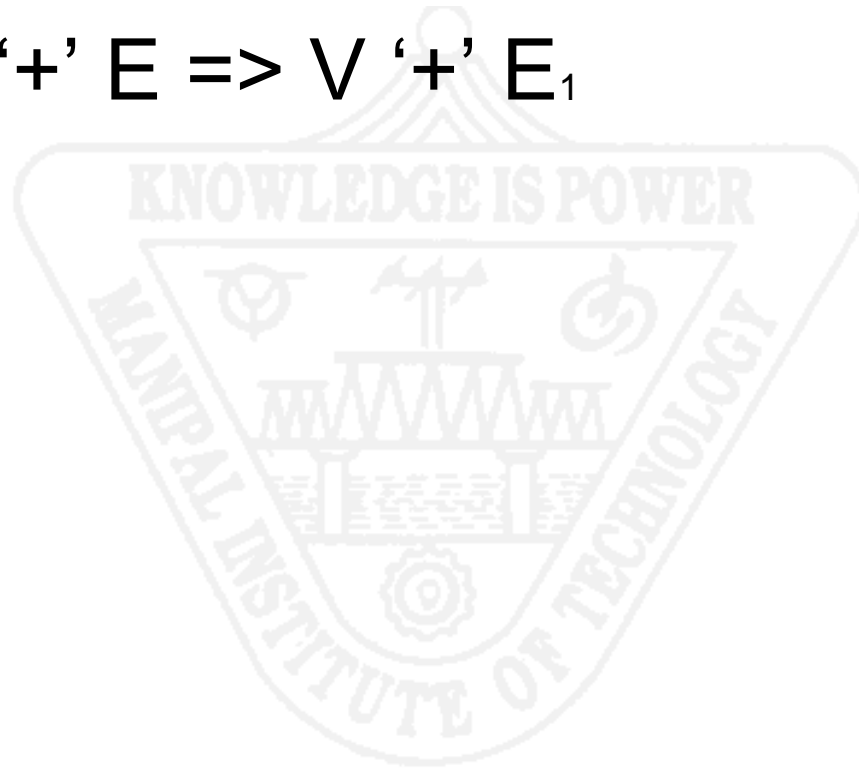 ‘+’ E => V ‘+’ E₁
KNOWLEDGE IS POWER
MANIPAL INSTITUTE OF TECHNOLOGY